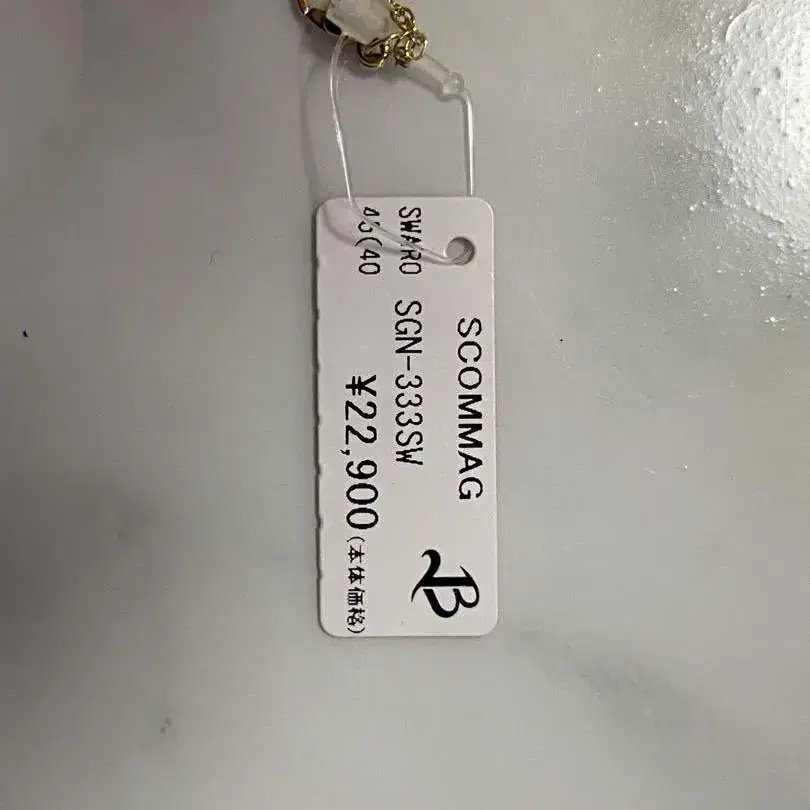 SCOMMAG
SWARO SGN-333SW
¥22,900(本体価格)